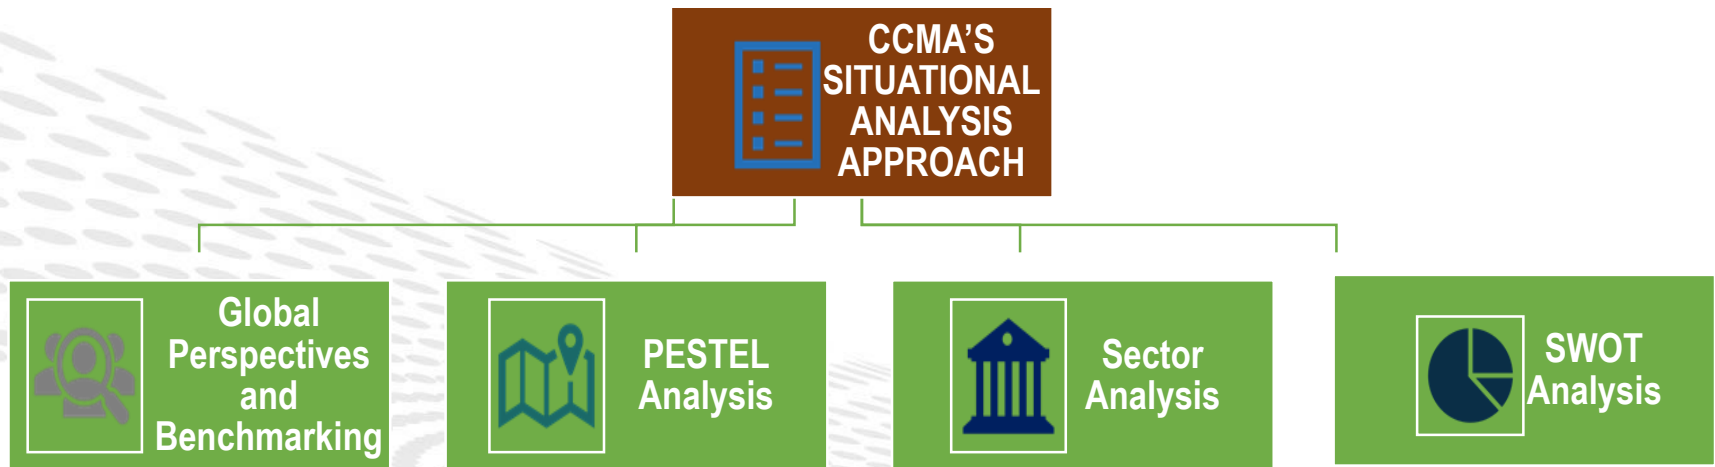 CCMA’S
SITUATIONAL
ANALYSIS
APPROACH
Global
Perspectives
and
Benchmarking
PESTEL
Analysis
Sector
Analysis
SWOT
Analysis